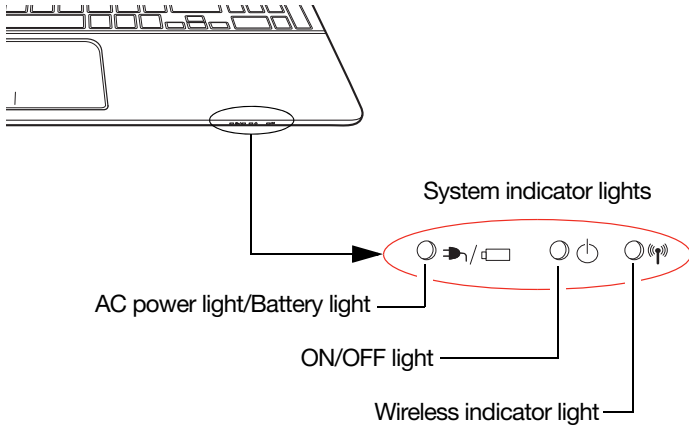 System indicator lights
AC power light/Battery light
ON/OFF light
Wireless indicator light